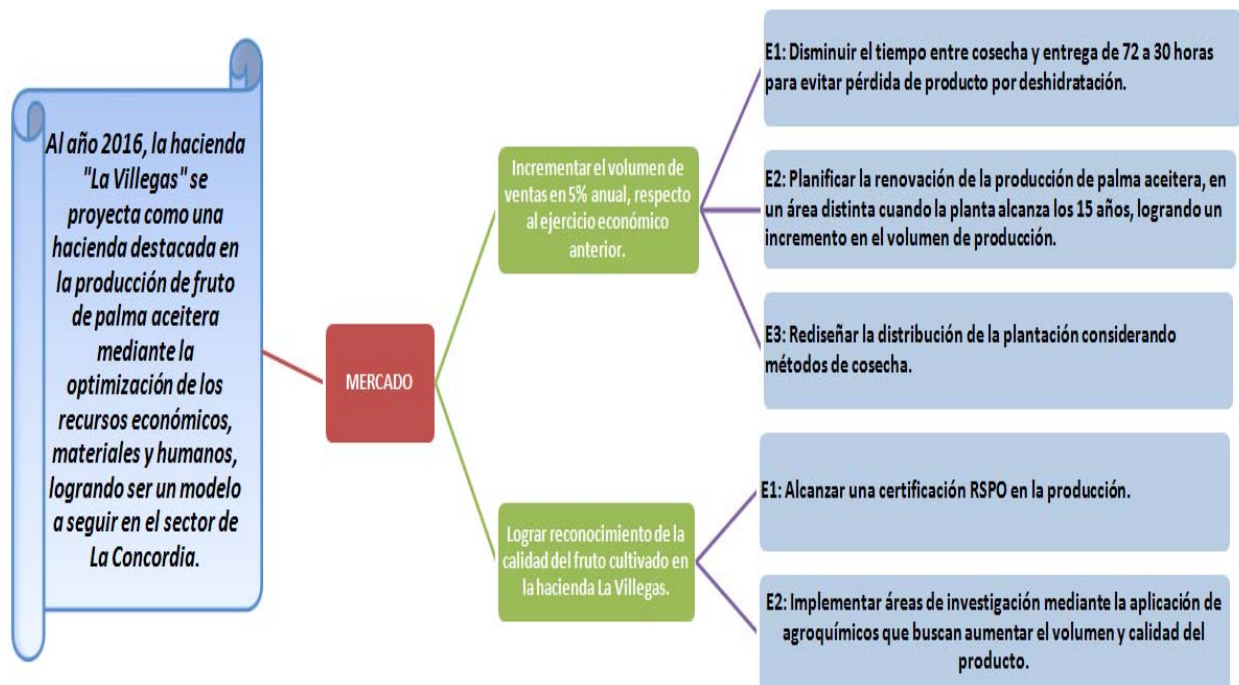 Al año 2016, la hacienda
"La Villegas" se
proyecta como una
hacienda destacada en
la producción de fruto
de palma aceitera
mediante la
optimización de los
recursos económicos,
materiales y humanos,
logrando ser un modelo
a seguir en el sector de
La Concordia.
MERCADO
Incrementar el volumen de
ventas en 5% anual, respecto
al ejercicio económico
anterior.
E1: Disminuir el tiempo entre cosecha y entrega de 72 a 30 horas
para evitar pérdida de producto por deshidratación.
E2: Planificar la renovación de la producción de palma aceitera, en
un área distinta cuando la planta alcanza los 15 años, logrando un
incremento en el volumen de producción.
E3: Rediseñar la distribución de la plantación considerando
métodos de cosecha.
Lograr reconocimiento de la
calidad del fruto cultivado en
la hacienda La Villegas.
E1: Alcanzar una certificación RSPO en la producción.
E2: Implementar áreas de investigación mediante la aplicación de
agroquímicos que buscan aumentar el volumen y calidad del
producto.